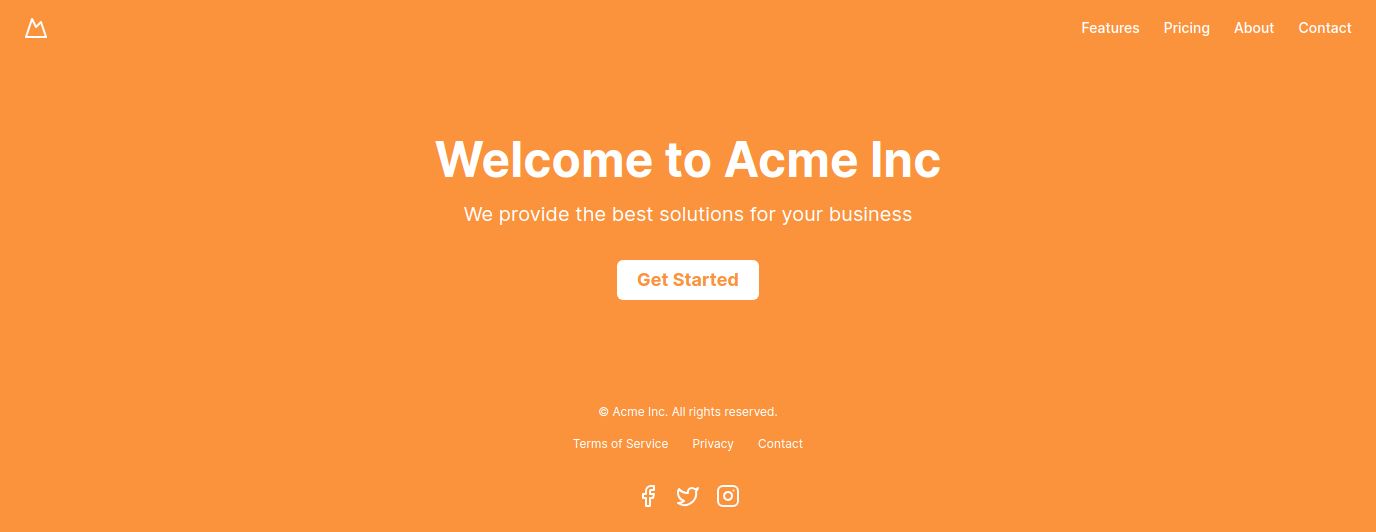 Features Pricing About Contact
Welcome to Acme Inc
We provide the best solutions for your business
Get Started
© Acme Inc. All rights reserved.
Terms of Service Privacy Contact